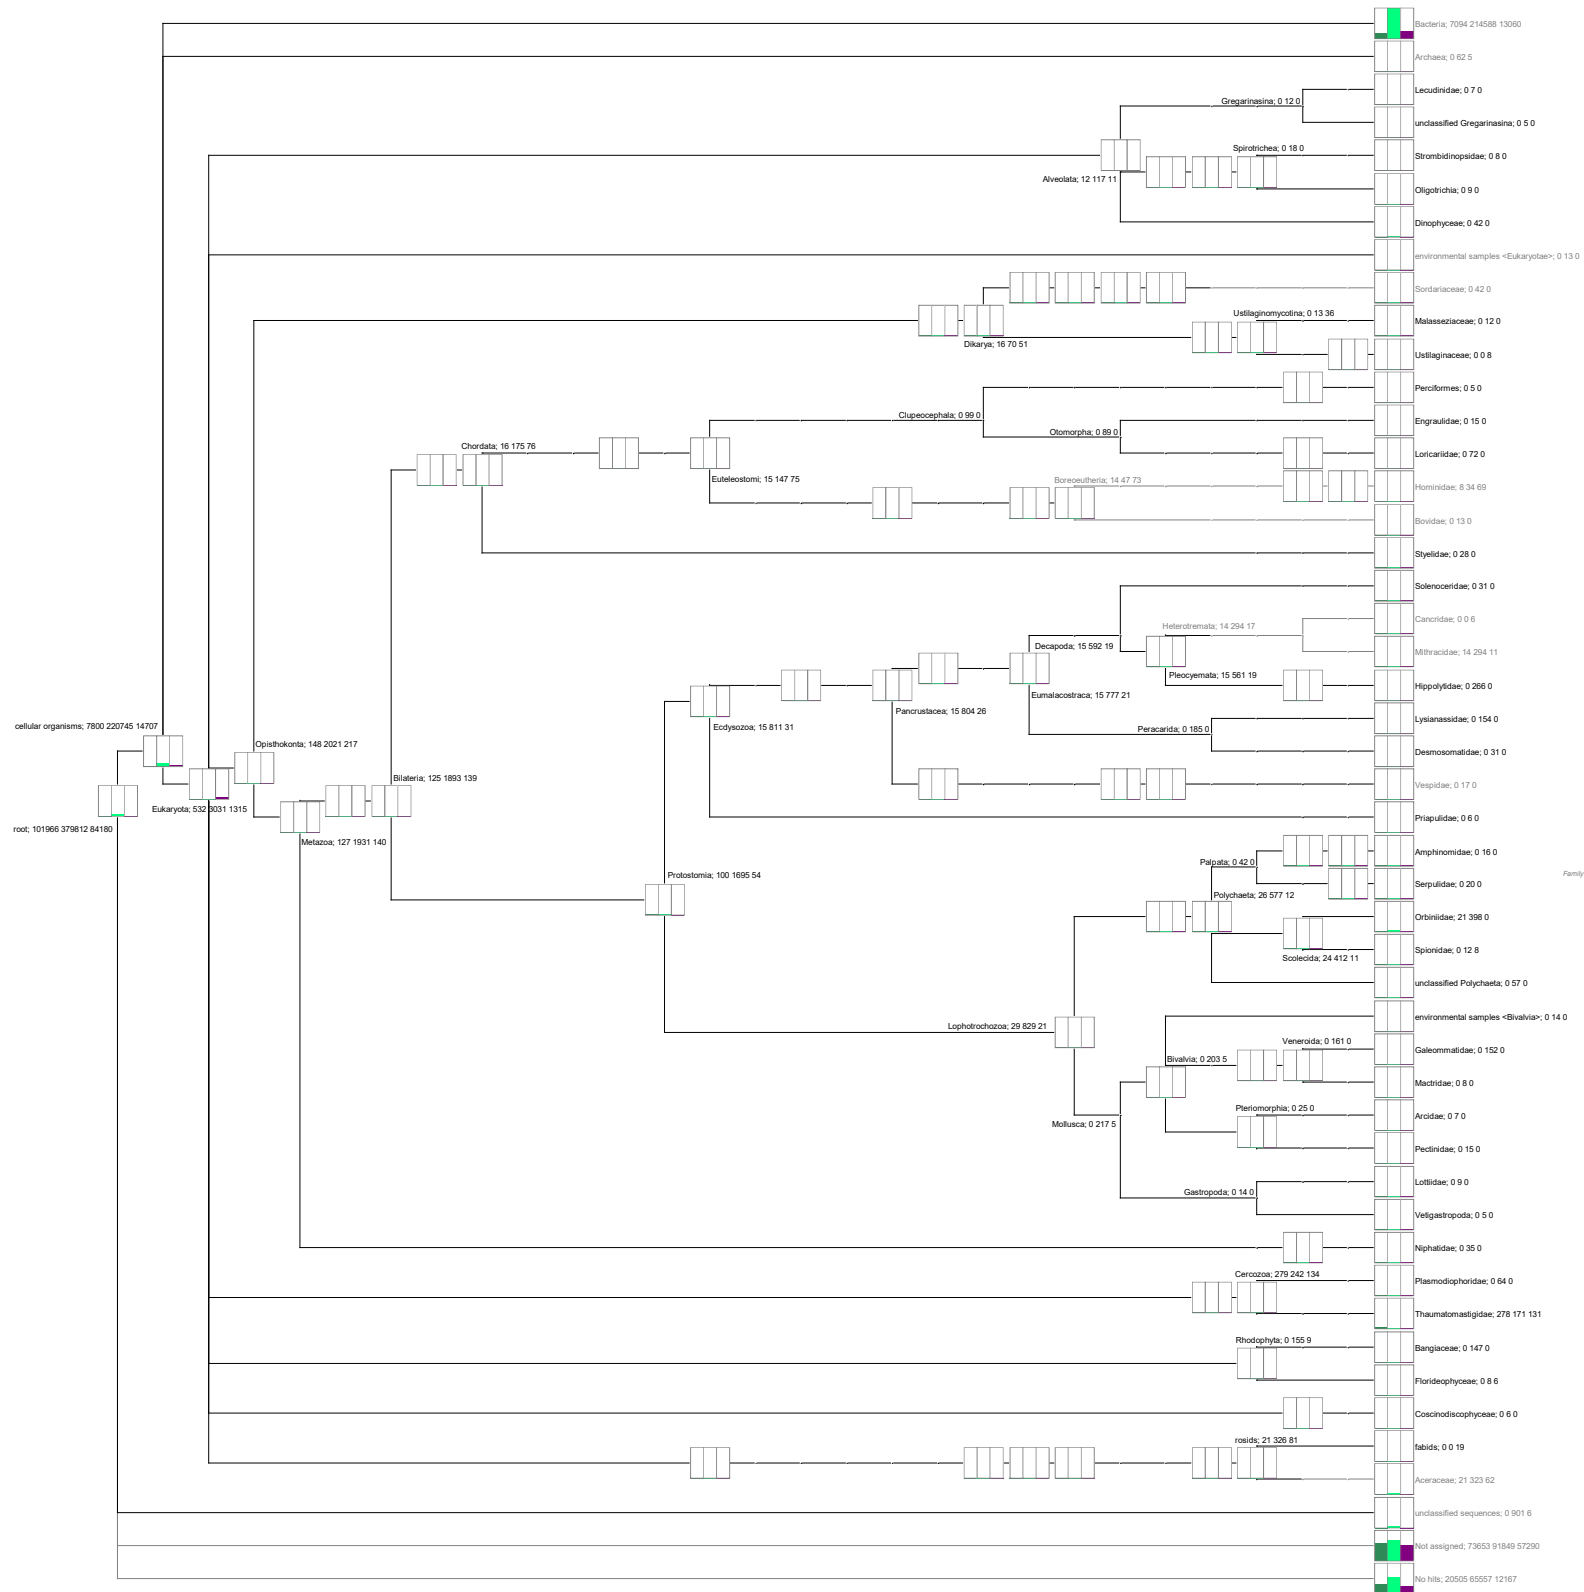 Bacteria; 7094 214588 13060
Archaea; 0 62 5
Lecudinidae; 0 7 0
Gregarinasina; 0 12 0
unclassified Gregarinasina; 0 5 0
Spirotrichea; 0 18 0
Strombidinopsidae; 0 8 0
Alveolata; 12 117 11
Oligotrichia; 0 9 0
Dinophyceae; 0 42 0
environmental samples <Eukaryotae>; 0 13 0
Sordariaceae; 0 42 0
Ustilaginomycotina; 0 13 36
Malasseziaceae; 0 12 0
Dikarya; 16 70 51
Ustilaginaceae; 0 0 8
Perciformes; 0 5 0
Clupeocephala; 0 99 0
Engraulidae; 0 15 0
Otomorpha; 0 89 0
Chordata; 16 175 76
Loricariidae; 0 72 0
Euteleostomi; 15 147 75
Boreoeutheria; 14 47 73
Hominidae; 8 34 69
Bovidae; 0 13 0
Styelidae; 0 28 0
Solenoceridae; 0 31 0
Cancridae; 0 0 6
Heterotremata; 14 294 17
Decapoda; 15 592 19
Mithracidae; 14 294 11
Pleocyemata; 15 561 19
Hippolytidae; 0 266 0
Eumalacostraca; 15 777 21
Pancrustacea; 15 804 26
Lysianassidae; 0 154 0
Ecdysozoa; 15 811 31
Peracarida; 0 185 0
cellular organisms; 7800 220745 14707
Opisthokonta; 148 2021 217
Desmosomatidae; 0 31 0
Bilateria; 125 1893 139
Vespidae; 0 17 0
Eukaryota; 532 3031 1315
Priapulidae; 0 6 0
root; 101966 379812 84180
Metazoa; 127 1931 140
Amphinomidae; 0 16 0
Palpata; 0 42 0
Family
Protostomia; 100 1695 54
Serpulidae; 0 20 0
Polychaeta; 26 577 12
Orbiniidae; 21 398 0
Spionidae; 0 12 8
Scolecida; 24 412 11
unclassified Polychaeta; 0 57 0
environmental samples <Bivalvia>; 0 14 0
Lophotrochozoa; 29 829 21
Veneroida; 0 161 0
Galeommatidae; 0 152 0
Bivalvia; 0 203 5
Mactridae; 0 8 0
Pteriomorphia; 0 25 0
Arcidae; 0 7 0
Mollusca; 0 217 5
Pectinidae; 0 15 0
Lottiidae; 0 9 0
Gastropoda; 0 14 0
Vetigastropoda; 0 5 0
Niphatidae; 0 35 0
Cercozoa; 279 242 134
Plasmodiophoridae; 0 64 0
Thaumatomastigidae; 278 171 131
Rhodophyta; 0 155 9
Bangiaceae; 0 147 0
Florideophyceae; 0 8 6
Coscinodiscophyceae; 0 6 0
rosids; 21 326 81
fabids; 0 0 19
Aceraceae; 21 323 62
unclassified sequences; 0 901 6
Not assigned; 73653 91849 57290
No hits; 20505 65557 12167